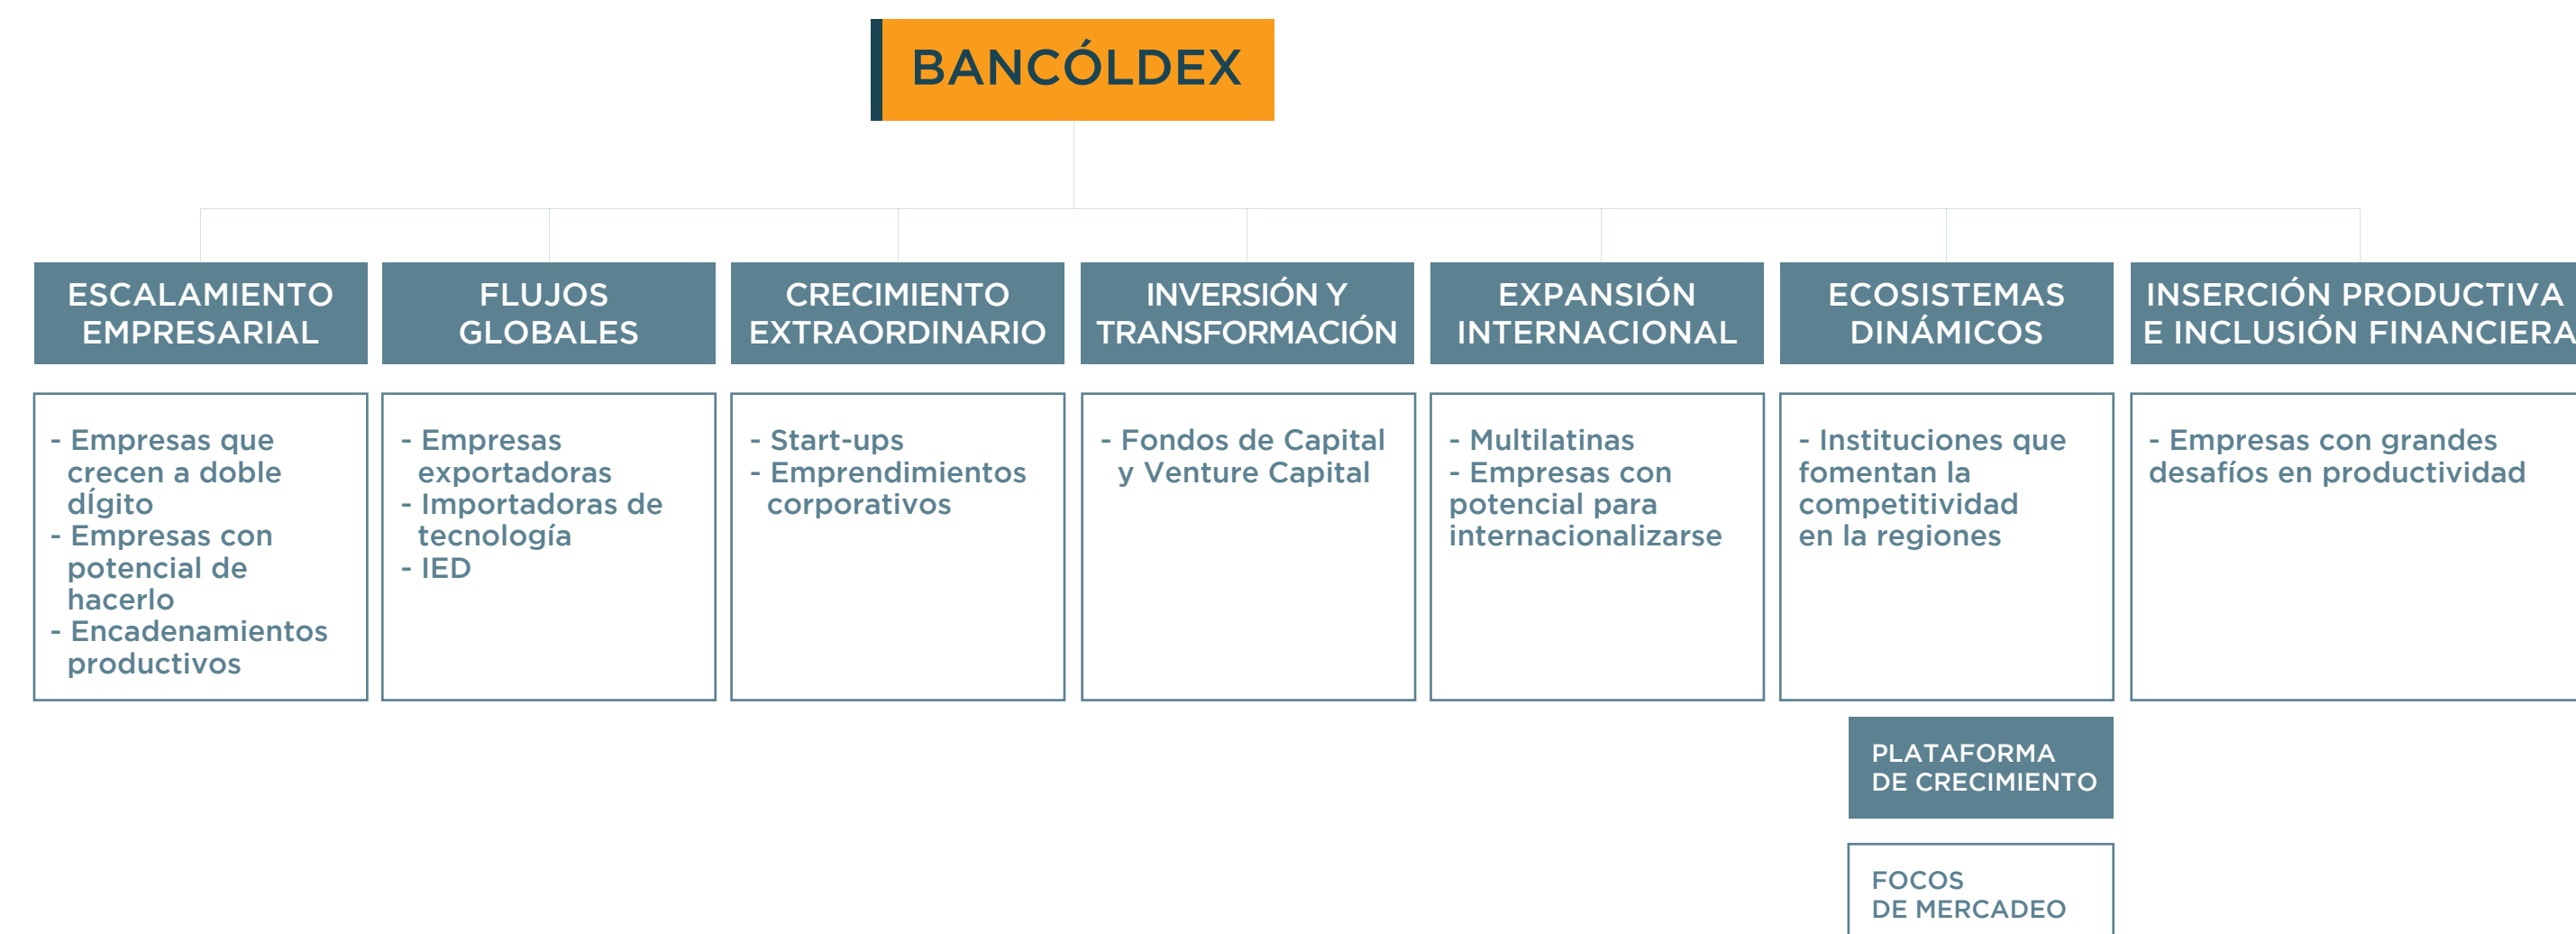 BANCÓLDEX
ESCALAMIENTO
EMPRESARIAL
FLUJOS
GLOBALES
CRECIMIENTO
EXTRAORDINARIO
INVERSIÓN Y
TRANSFORMACIÓN
EXPANSIÓN
INTERNACIONAL
ECOSISTEMAS
DINÁMICOS
INSERCIÓN PRODUCTIVA
E INCLUSIÓN FINANCIERA
- Empresas que
crecen a doble
dÍgito
- Empresas con
potencial de
hacerlo
- Encadenamientos
productivos
- Empresas
exportadoras
- Importadoras de
tecnología
- IED
- Start-ups
- Emprendimientos
corporativos
- Fondos de Capital
y Venture Capital
- Multilatinas
- Empresas con
potencial para
internacionalizarse
- Instituciones que
fomentan la
competitividad
en la regiones
- Empresas con grandes
desafíos en productividad
PLATAFORMA
DE CRECIMIENTO
FOCOS
DE MERCADEO